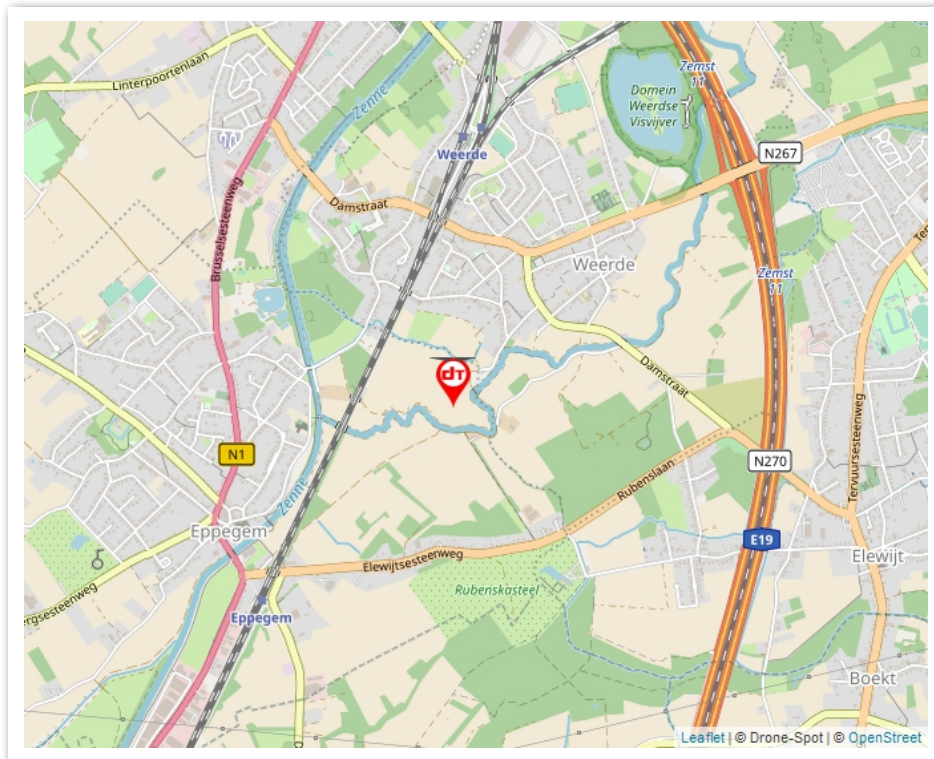 Linterpoortenlaan
Zenne
Zemst
11
Domein
Weerdse
Visvijver
Weerde
N267
Brusselsesteenweg
Damstraat
Weerde
Zemst
11
Damstraat
dT
N1
Zenne
Eppegem
Rubenslaan
N270
Tervuursesteenweg
E19
Elewijtsesteenweg
Elewijt
Rubenskasteel
Eppegem
Boekt
Leaflet | © Drone-Spot | © OpenStreet